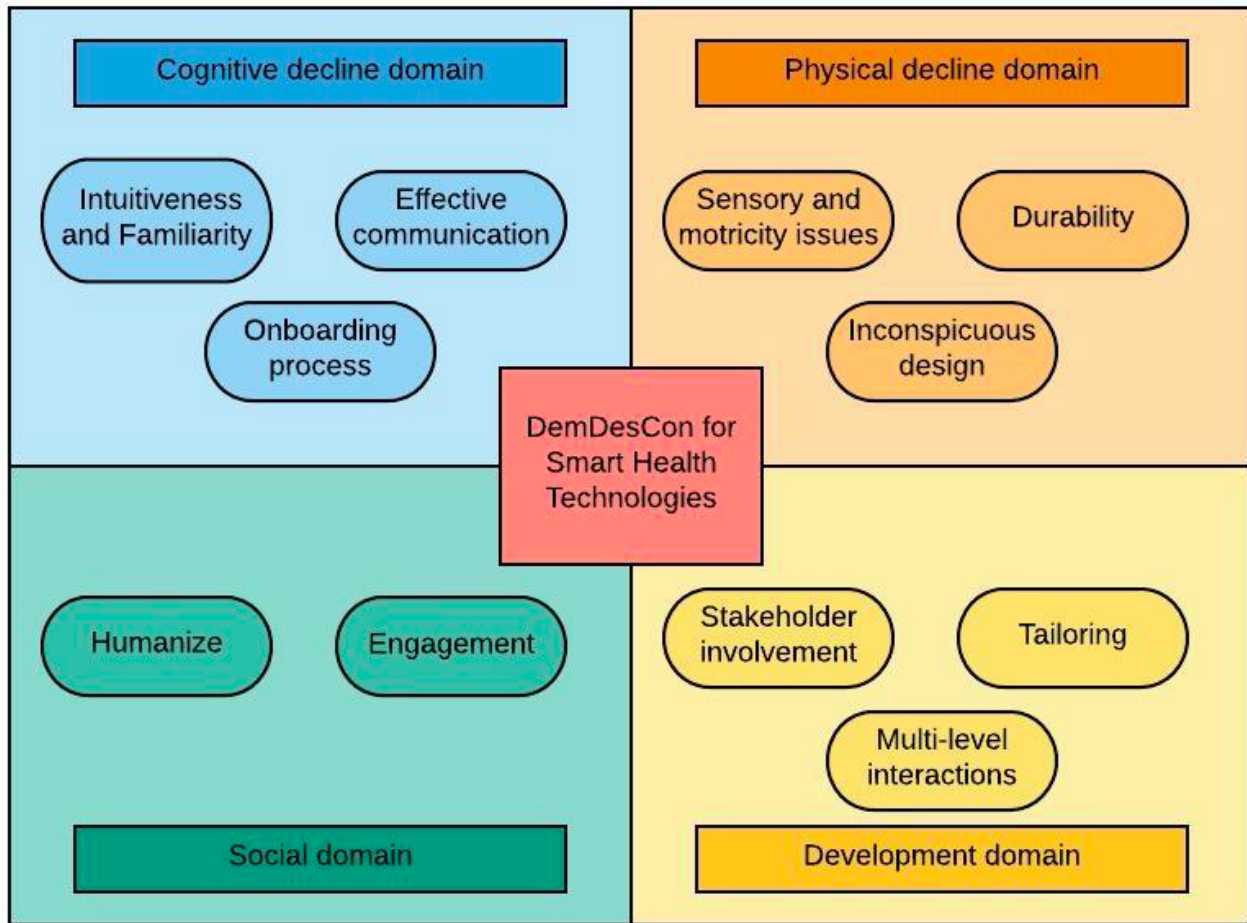 Cognitive decline domain
Physical decline domain
Intuitiveness
and Familiarity
Effective
communication
Onboarding
process
Sensory and
motricity issues
Durability
Inconspicuous
design
DemDesCon for
Smart Health
Technologies
Humanize
Engagement
Stakeholder
involvement
Tailoring
Multi-level
interactions
Social domain
Development domain